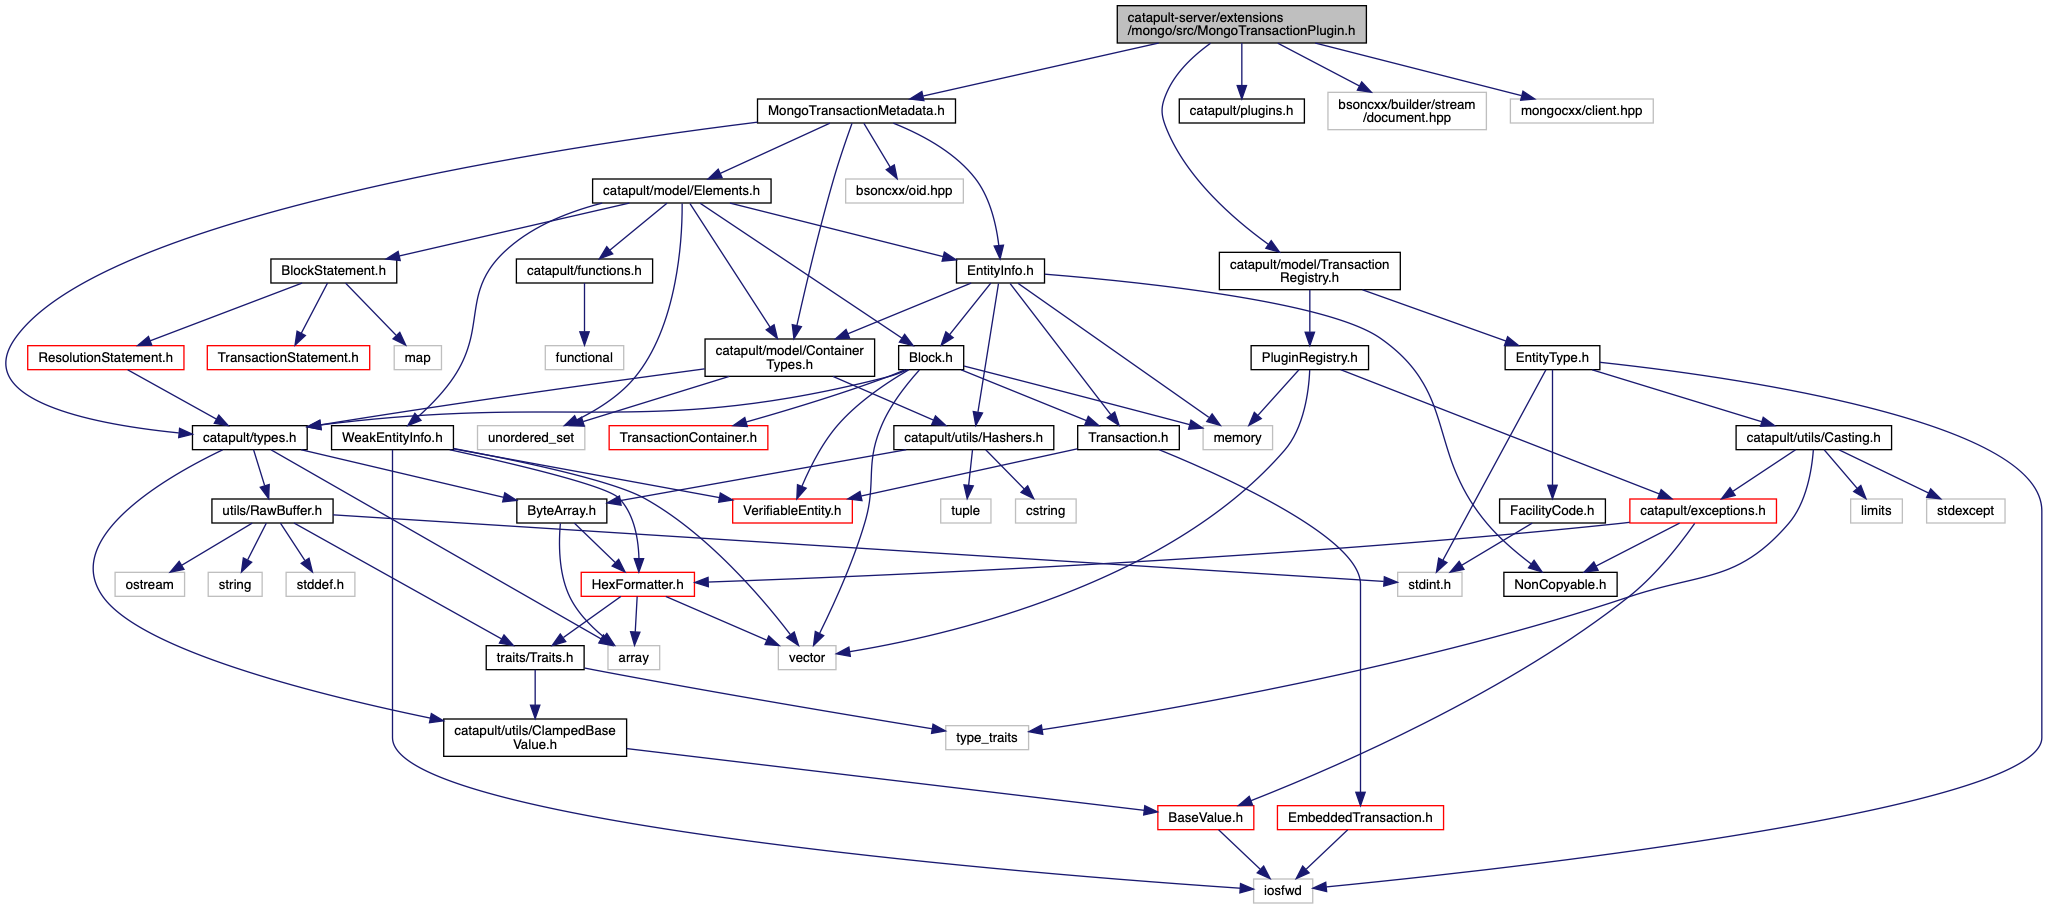 catapult-server/extensions
/mongo/src/MongoTransactionPlugin.h
MongoTransactionMetadata.h
catapult/plugins.h
bsoncxx/builder/stream
/document.hpp
mongocxx/client.hpp
catapult/model/Elements.h
bsoncxx/oid.hpp
BlockStatement.h
catapult/functions.h
EntityInfo.h
catapult/model/Transaction
Registry.h
ResolutionStatement.h
TransactionStatement.h
map
functional
catapult/model/Container
Types.h
Block.h
PluginRegistry.h
EntityType.h
catapult/types.h
WeakEntityInfo.h
unordered_set
TransactionContainer.h
catapult/utils/Hashers.h
Transaction.h
memory
catapult/utils/Casting.h
utils/RawBuffer.h
ByteArray.h
VerifiableEntity.h
tuple
cstring
FacilityCode.h
catapult/exceptions.h
limits
stdexcept
ostream
string
stddef.h
HexFormatter.h
stdint.h
NonCopyable.h
traits/Traits.h
array
vector
catapult/utils/ClampedBase
Value.h
type_traits
BaseValue.h
EmbeddedTransaction.h
iosfwd